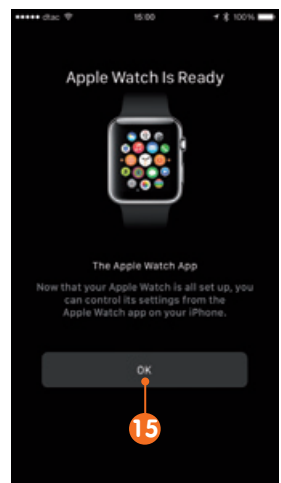 dtac 15:00 100%
Apple Watch Is Ready
The Apple Watch App
Now that your Apple Watch is all set up, you
can control its settings from the
Apple Watch app on your iPhone.
OK
15